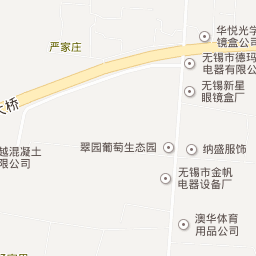 华悦光学
镜盒公司
严家庄
无锡市德玛
电器有限公
无锡新星
眼镜盒厂
大桥
越混凝土
限公司
翠园葡萄生态园
纳盛服饰
无锡市金帆
电器设备厂
澳华体育
用品公司